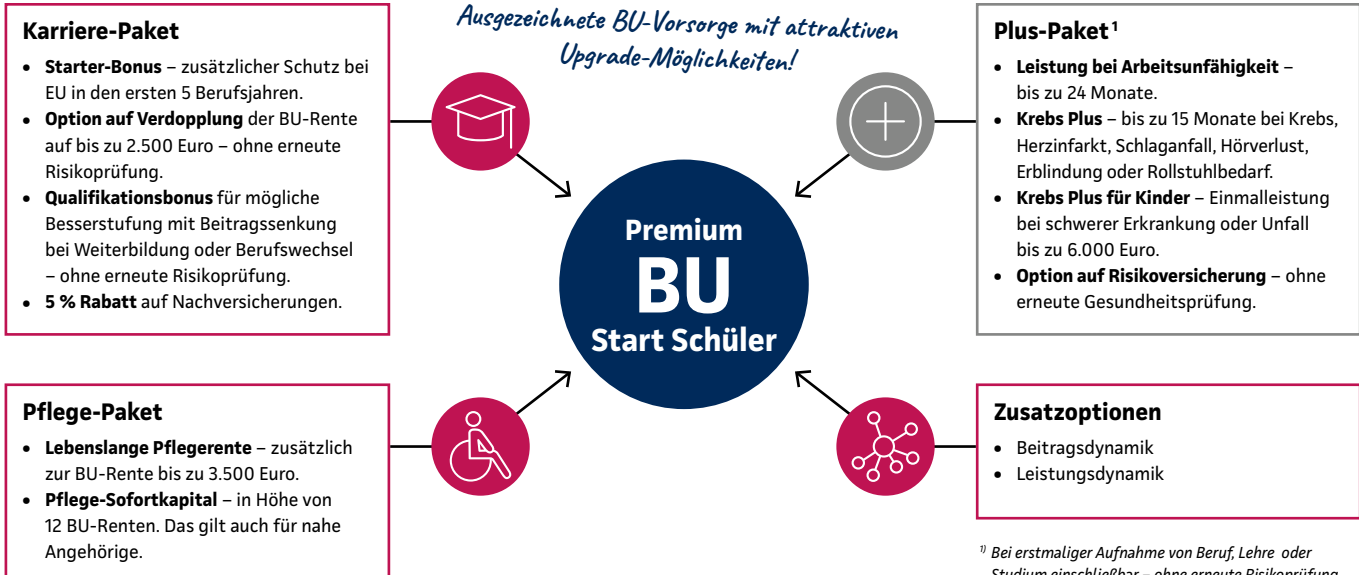 Karriere-Paket
• Starter-Bonus – zusätzlicher Schutz bei
EU in den ersten 5 Berufsjahren.
• Option auf Verdopplung der BU-Rente
auf bis zu 2.500 Euro – ohne erneute
Risikoprüfung.
• Qualifikationsbonus für mögliche
Besserstufung mit Beitragssenkung
bei Weiterbildung oder Berufswechsel
– ohne erneute Risikoprüfung.
• 5 % Rabatt auf Nachversicherungen.
Ausgezeichnete BU-Vorsorge mit attraktiven
Upgrade-Möglichkeiten!
Plus-Paket¹
• Leistung bei Arbeitsunfähigkeit –
bis zu 24 Monate.
• Krebs Plus – bis zu 15 Monate bei Krebs,
Herzinfarkt, Schlaganfall, Hörverlust,
Erblindung oder Rollstuhlbedarf.
• Krebs Plus für Kinder – Einmalleistung
bei schwerer Erkrankung oder Unfall
bis zu 6.000 Euro.
• Option auf Risikoversicherung – ohne
erneute Gesundheitsprüfung.
Premium
BU
Start Schüler
Pflege-Paket
• Lebenslange Pflegerente – zusätzlich
zur BU-Rente bis zu 3.500 Euro.
• Pflege-Sofortkapital – in Höhe von
12 BU-Renten. Das gilt auch für nahe
Angehörige.
Zusatzoptionen
• Beitragsdynamik
• Leistungsdynamik
¹⁾ Bei erstmaliger Aufnahme von Beruf, Lehre oder
Studium einschließbar – ohne erneute Risikoprüfung